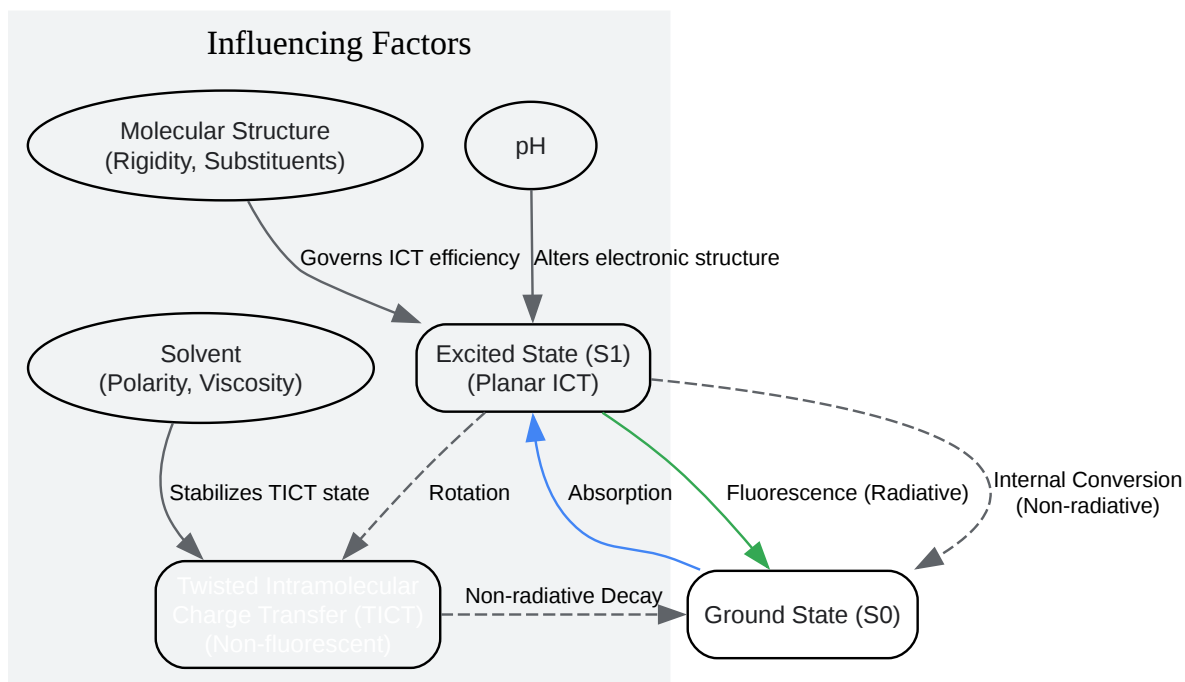 Influencing Factors
Molecular Structure
(Rigidity, Substituents)
pH
Governs ICT efficiency
Alters electronic structure
Solvent
(Polarity, Viscosity)
Excited State (S1)
(Planar ICT)
Stabilizes TICT state
Rotation
Absorption
Fluorescence (Radiative)
Internal Conversion
(Non-radiative)
Twisted Intramolecular
Charge Transfer (TICT)
(Non-fluorescent)
Non-radiative Decay
Ground State (S0)